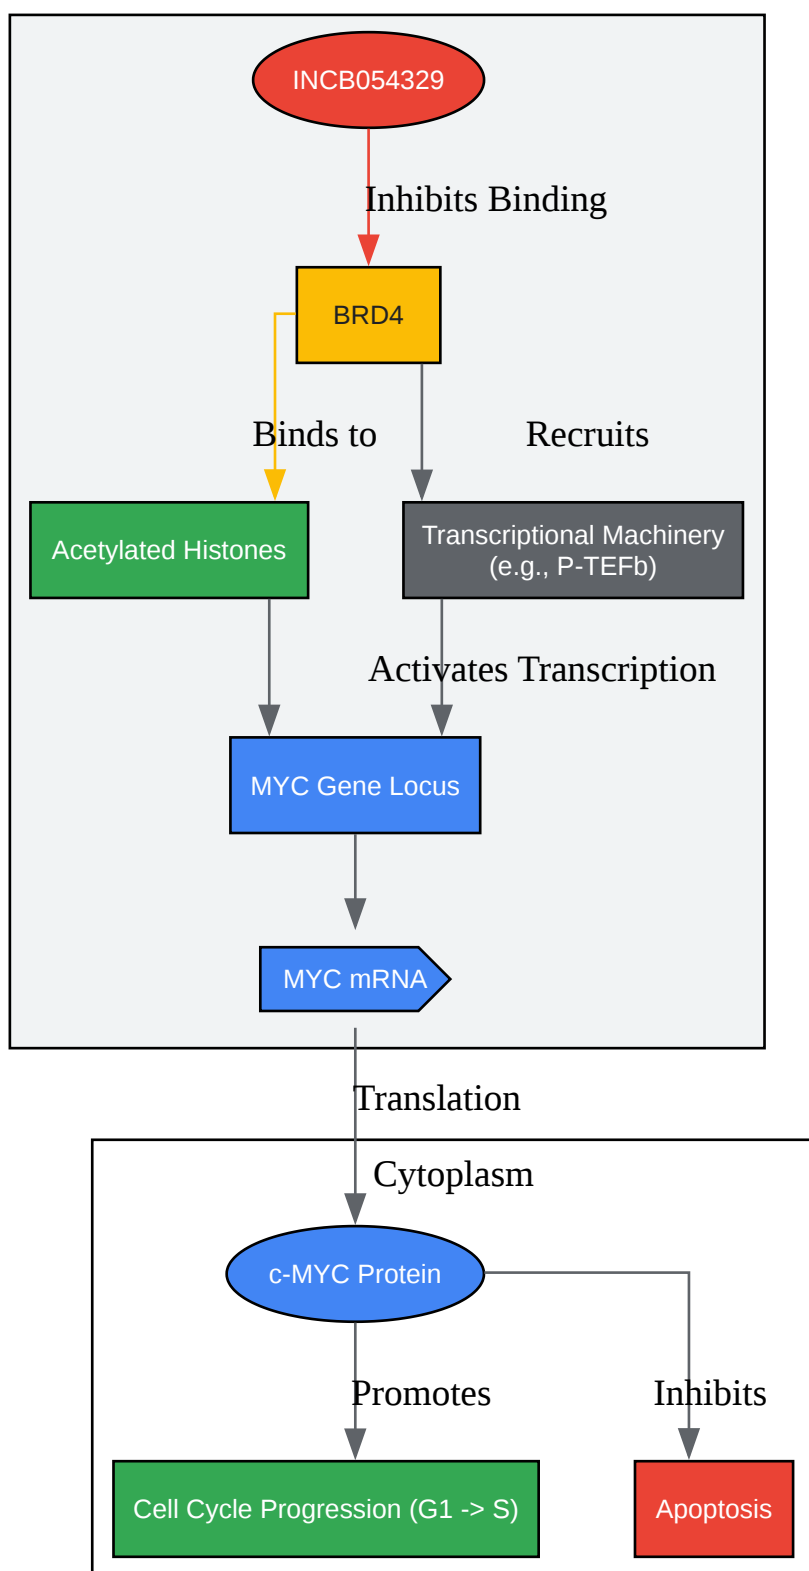 INCB054329
Inhibits Binding
BRD4
Binds to
Recruits
Acetylated Histones
Transcriptional Machinery
(e.g., P-TEFb)
Activates Transcription
MYC Gene Locus
MYC mRNA
Translation
Cytoplasm
c-MYC Protein
Promotes
Inhibits
Cell Cycle Progression (G1 -> S)
Apoptosis